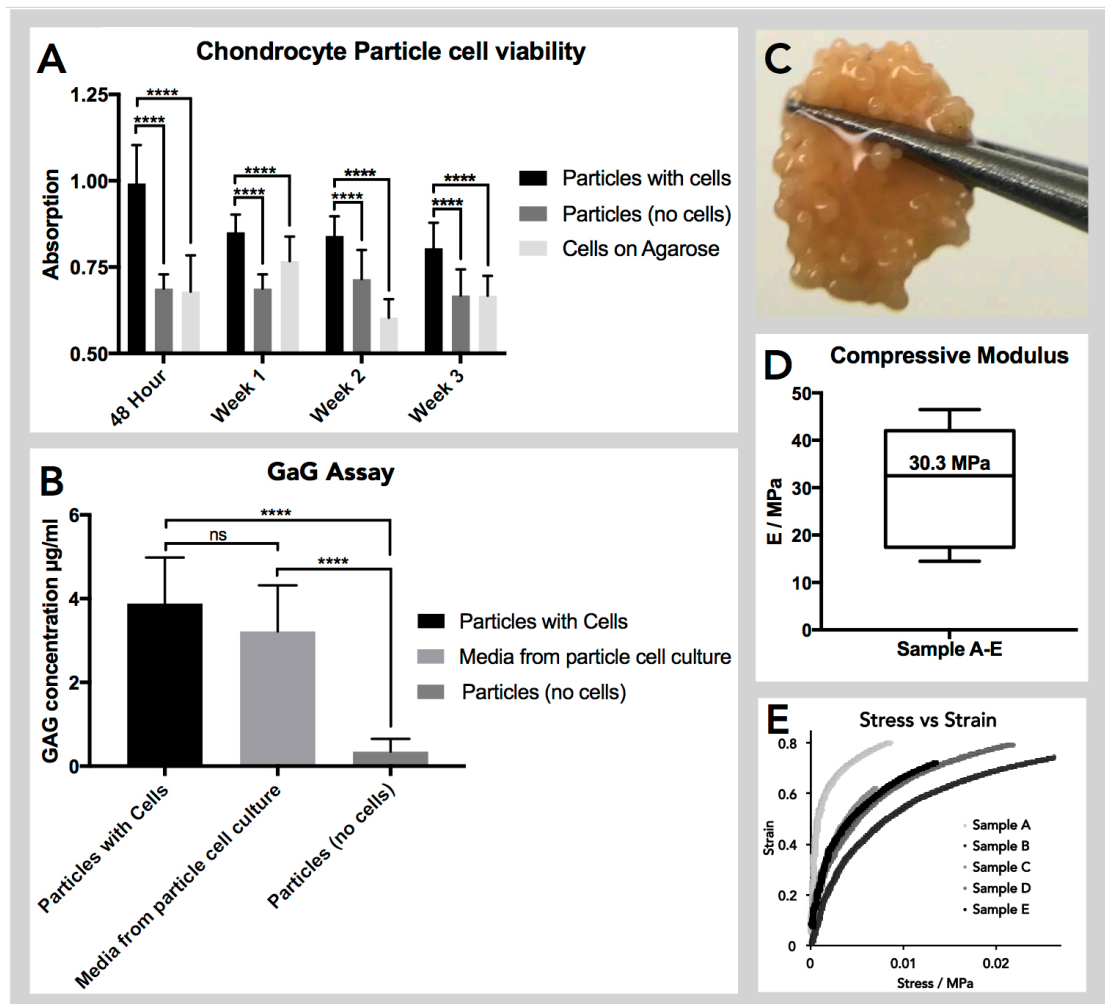 A
Chondrocyte Particle cell viability
Absorption
1.25
1.00
0.75
0.50
****
****
****
****
****
****
****
****
48 Hour
Week 1
Week 2
Week 3
Particles with cells
Particles (no cells)
Cells on Agarose
B
GaG Assay
GAG concentration µg/ml
6
4
2
0
****
ns
****
Particles with Cells
Media from particle cell culture
Particles (no cells)
Particles with Cells
Media from particle cell culture
Particles (no cells)
C
D
Compressive Modulus
E / MPa
50
40
30
20
10
0
30.3 MPa
Sample A-E
E
Stress vs Strain
Strain
0.8
0.6
0.4
0.2
0
0
0.01
0.02
Stress / MPa
Sample A
Sample B
Sample C
Sample D
Sample E